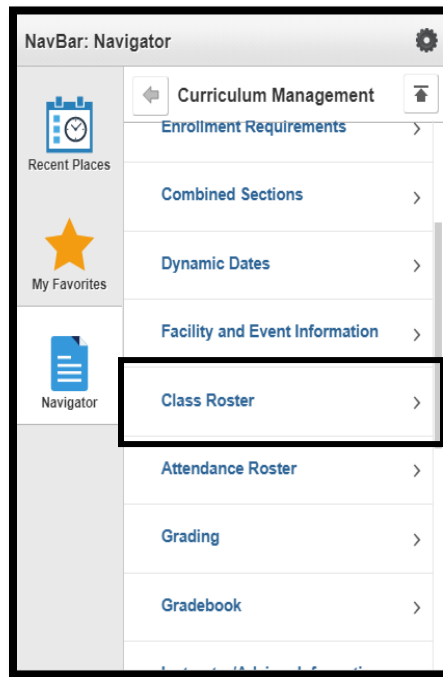 NavBar: Navigator
Recent Places
My Favorites
Navigator
Curriculum Management
Enrollment Requirements
Combined Sections
Dynamic Dates
Facility and Event Information
Class Roster
Attendance Roster
Grading
Gradebook